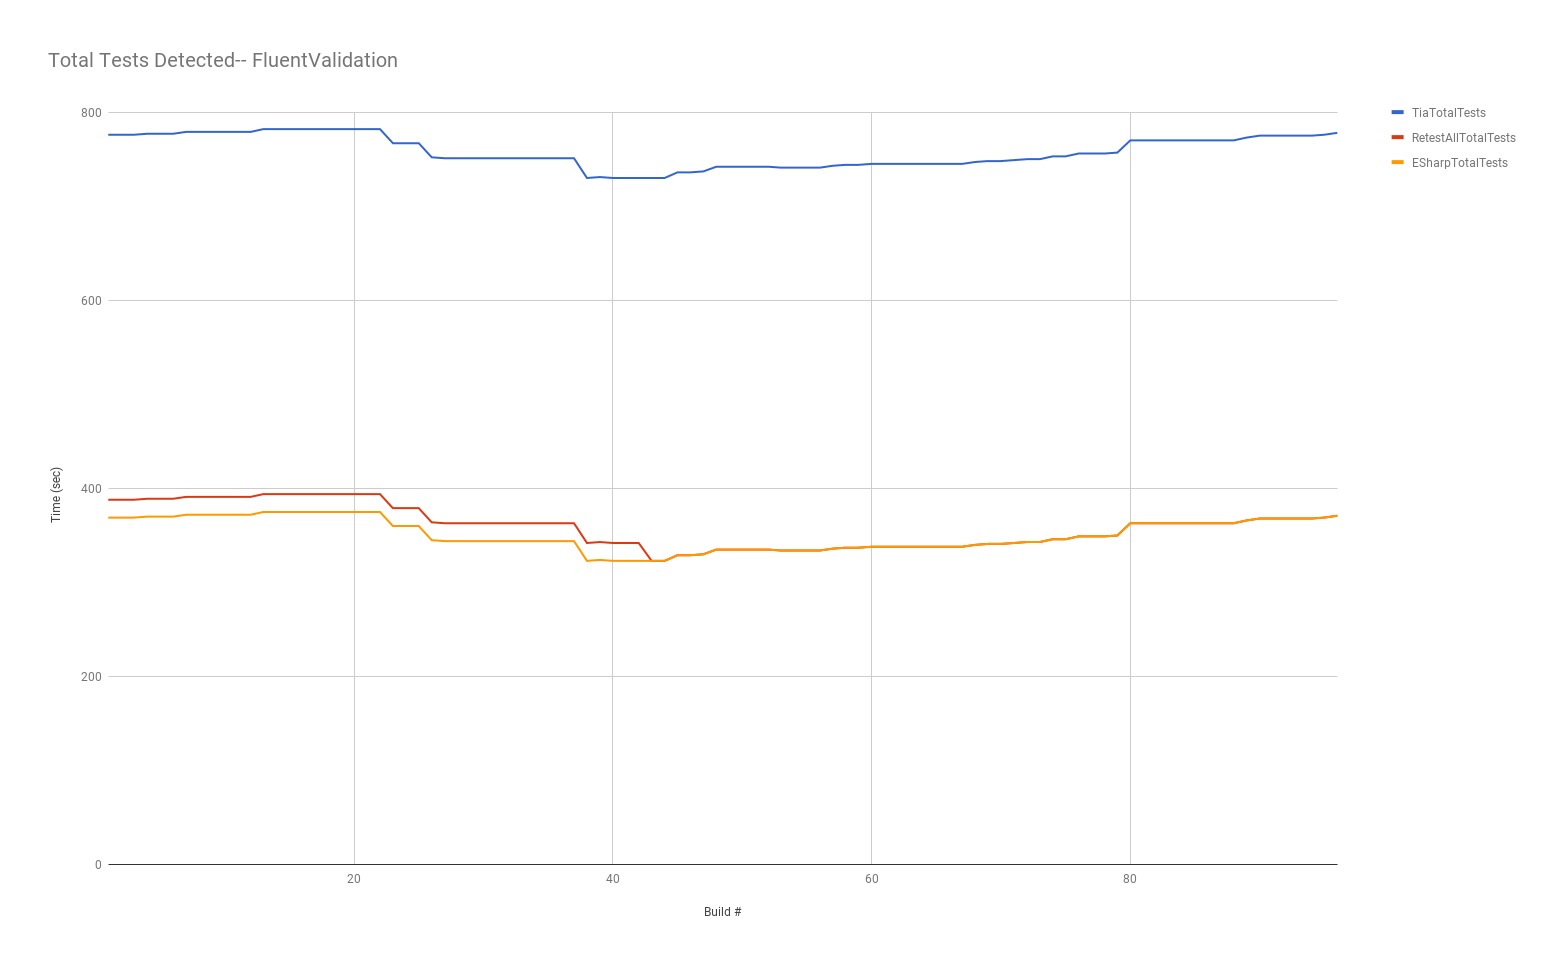 Total Tests Detected-- FluentValidation
800
600
400
200
0
Time (sec)
20
40
60
80
Build #
TiaTotalTests
RetestAllTotalTests
ESharpTotalTests